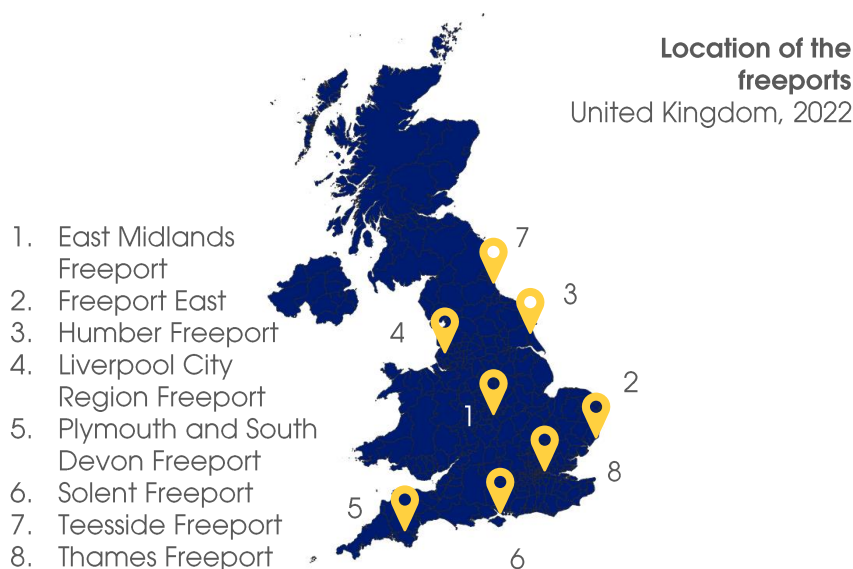 Location of the
freeports
United Kingdom, 2022
1. East Midlands
Freeport
2. Freeport East
3. Humber Freeport
4. Liverpool City
Region Freeport
5. Plymouth and South
Devon Freeport
6. Solent Freeport
7. Teesside Freeport
8. Thames Freeport
7
3
4
2
1
8
5
6